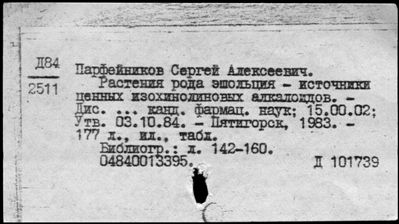 Д84
2511
Парфейников Сергей Алексеевич.
Растения рода эшольция - источники
ценных изохинолиновых алкалоидов. -
Дис. ... канд. фармац. наук; 15.00.02;
Утв. 03.10.84. - Пятигорск, 1983. -
177 л., ил., табл.
Библиогр.: л. 142-160.
04840013395. Д 101739